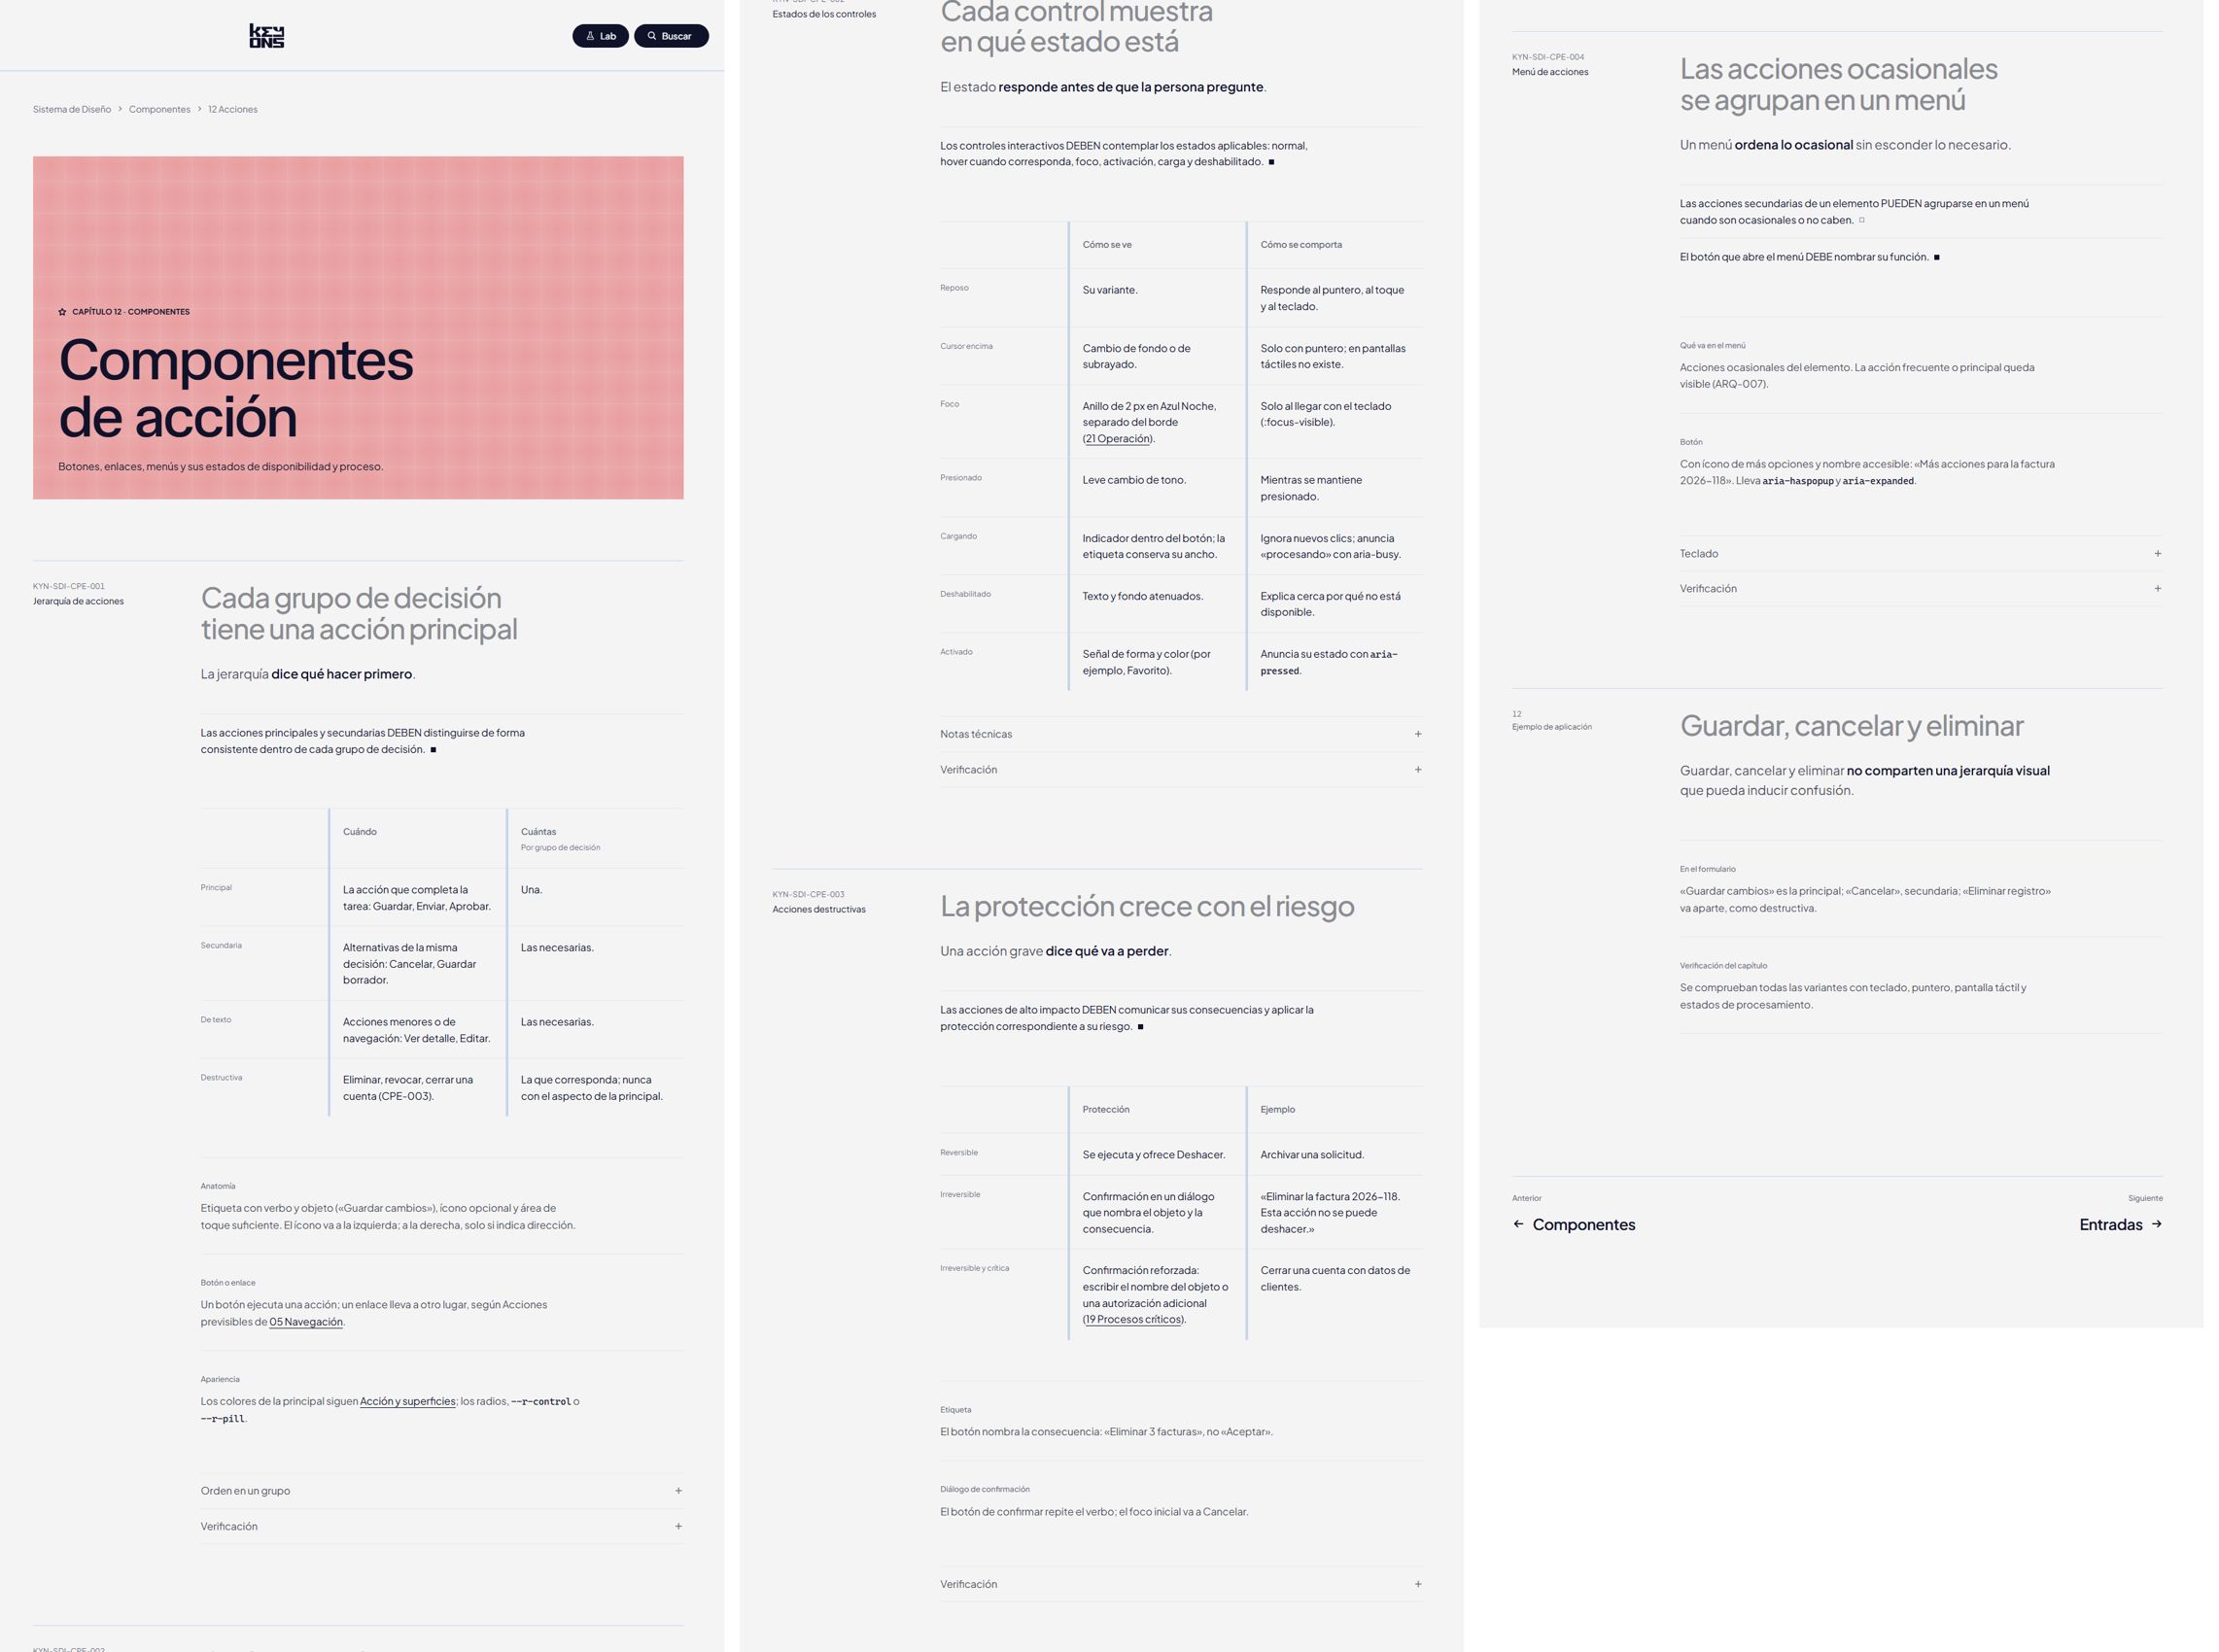 KEYONS
Lab
Buscar
Sistema de Diseño > Componentes > 12 Acciones
CAPÍTULO 12 · COMPONENTES
Componentes
de acción
Botones, enlaces, menús y sus estados de disponibilidad y proceso.
KYN-SDI-CPE-001
Jerarquía de acciones
Cada grupo de decisión
tiene una acción principal
La jerarquía dice qué hacer primero.
Las acciones principales y secundarias DEBEN distinguirse de forma
consistente dentro de cada grupo de decisión. ■
Cuándo
Cuántas
Por grupo de decisión
Principal
La acción que completa la
tarea: Guardar, Enviar, Aprobar.
Una.
Secundaria
Alternativas de la misma
decisión: Cancelar, Guardar
borrador.
Las necesarias.
De texto
Acciones menores o de
navegación: Ver detalle, Editar.
Las necesarias.
Destructiva
Eliminar, revocar, cerrar una
cuenta (CPE-003).
La que corresponda; nunca
con el aspecto de la principal.
Anatomía
Etiqueta con verbo y objeto («Guardar cambios»), ícono opcional y área de
toque suficiente. El ícono va a la izquierda; a la derecha, solo si indica dirección.
Botón o enlace
Un botón ejecuta una acción; un enlace lleva a otro lugar, según Acciones
previsibles de 05 Navegación.
Apariencia
Los colores de la principal siguen Acción y superficies; los radios, --r-control o
--r-pill.
Orden en un grupo +
Verificación +
KYN-SDI-CPE-002
Estados de los controles
Cada control muestra
en qué estado está
El estado responde antes de que la persona pregunte.
Los controles interactivos DEBEN contemplar los estados aplicables: normal,
hover cuando corresponda, foco, activación, carga y deshabilitado. ■
Cómo se ve
Cómo se comporta
Reposo
Su variante.
Responde al puntero, al toque
y al teclado.
Cursor encima
Cambio de fondo o de
subrayado.
Solo con puntero; en pantallas
táctiles no existe.
Foco
Anillo de 2 px en Azul Noche,
separado del borde
(21 Operación).
Solo al llegar con el teclado
(:focus-visible).
Presionado
Leve cambio de tono.
Mientras se mantiene
presionado.
Cargando
Indicador dentro del botón; la
etiqueta conserva su ancho.
Ignora nuevos clics; anuncia
«procesando» con aria-busy.
Deshabilitado
Texto y fondo atenuados.
Explica cerca por qué no está
disponible.
Activado
Señal de forma y color (por
ejemplo, Favorito).
Anuncia su estado con aria-
pressed.
Notas técnicas +
Verificación +
KYN-SDI-CPE-003
Acciones destructivas
La protección crece con el riesgo
Una acción grave dice qué va a perder.
Las acciones de alto impacto DEBEN comunicar sus consecuencias y aplicar la
protección correspondiente a su riesgo. ■
Protección
Ejemplo
Reversible
Se ejecuta y ofrece Deshacer.
Archivar una solicitud.
Irreversible
Confirmación en un diálogo
que nombra el objeto y la
consecuencia.
«Eliminar la factura 2026-118.
Esta acción no se puede
deshacer.»
Irreversible y crítica
Confirmación reforzada:
escribir el nombre del objeto o
una autorización adicional
(19 Procesos críticos).
Cerrar una cuenta con datos de
clientes.
Etiqueta
El botón nombra la consecuencia: «Eliminar 3 facturas», no «Aceptar».
Diálogo de confirmación
El botón de confirmar repite el verbo; el foco inicial va a Cancelar.
Verificación +
KYN-SDI-CPE-004
Menú de acciones
Las acciones ocasionales
se agrupan en un menú
Un menú ordena lo ocasional sin esconder lo necesario.
Las acciones secundarias de un elemento PUEDEN agruparse en un menú
cuando son ocasionales o no caben. □
El botón que abre el menú DEBE nombrar su función. ■
Qué va en el menú
Acciones ocasionales del elemento. La acción frecuente o principal queda
visible (ARQ-007).
Botón
Con ícono de más opciones y nombre accesible: «Más acciones para la factura
2026-118». Lleva aria-haspopup y aria-expanded.
Teclado +
Verificación +
12
Ejemplo de aplicación
Guardar, cancelar y eliminar
Guardar, cancelar y eliminar no comparten una jerarquía visual
que pueda inducir confusión.
En el formulario
«Guardar cambios» es la principal; «Cancelar», secundaria; «Eliminar registro»
va aparte, como destructiva.
Verificación del capítulo
Se comprueban todas las variantes con teclado, puntero, pantalla táctil y
estados de procesamiento.
Anterior
← Componentes
Siguiente
Entradas →